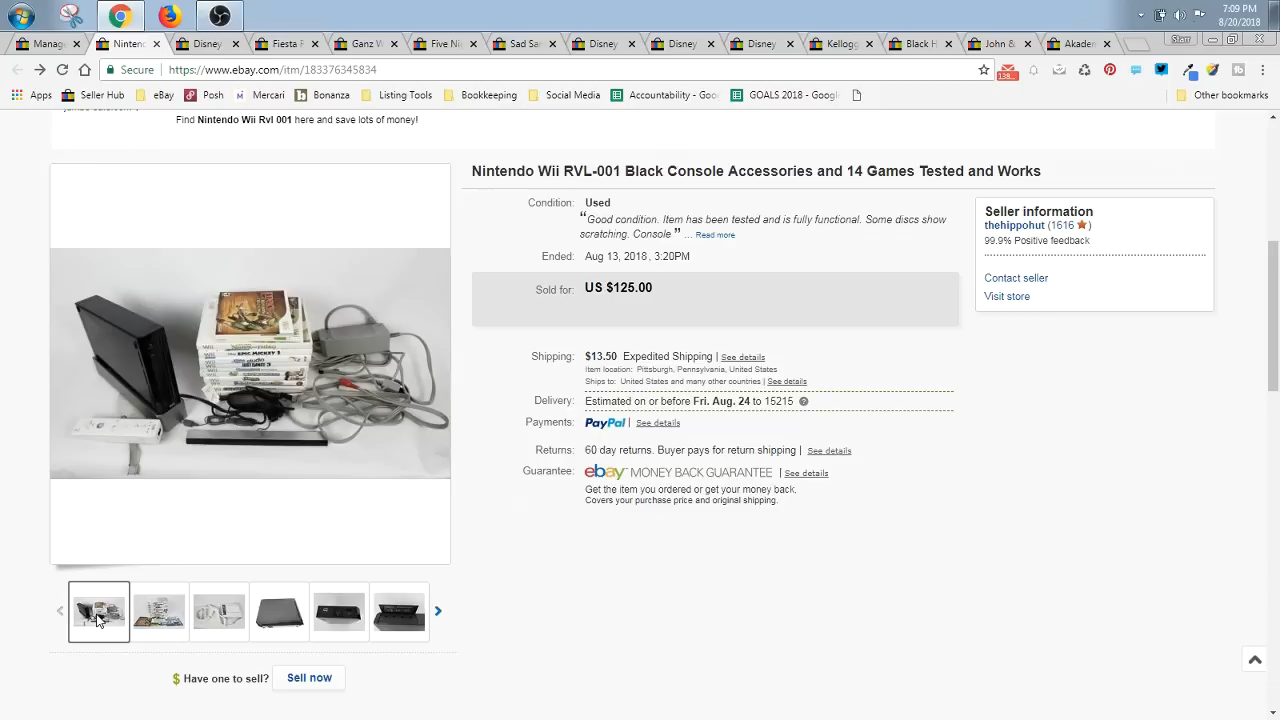 7:09 PM
8/20/2018
Manag
Ninten
Disney
Fiesta P
Ganz W
Five Ni
Sad Sa
Disney
Disney
Disney
Kellogg
Black H
John &
Akaden
Starr
Secure
https://www.ebay.com/itm/183376345834
138...
Apps
Seller Hub
eBay
Posh
Mercari
Bonanza
Listing Tools
Bookkeeping
Social Media
Accountability - Goo
GOALS 2018 - Google
Other bookmarks
Find Nintendo Wii Rvl 001 here and save lots of money!
Nintendo Wii RVL-001 Black Console Accessories and 14 Games Tested and Works
Condition: Used
“Good condition. Item has been tested and is fully functional. Some discs show
scratching. Console ” ... Read more
Ended: Aug 13, 2018 , 3:20PM
Sold for: US $125.00
Shipping: $13.50 Expedited Shipping | See details
Item location: Pittsburgh, Pennsylvania, United States
Ships to: United States and many other countries | See details
Delivery: Estimated on or before Fri. Aug. 24 to 15215
Payments: PayPal | See details
Returns: 60 day returns. Buyer pays for return shipping | See details
Guarantee: ebay MONEY BACK GUARANTEE | See details
Get the item you ordered or get your money back.
Covers your purchase price and original shipping.
Seller information
thehippohut (1616 )
99.9% Positive feedback
Contact seller
Visit store
EPIC MICKEY 2
$ Have one to sell? Sell now